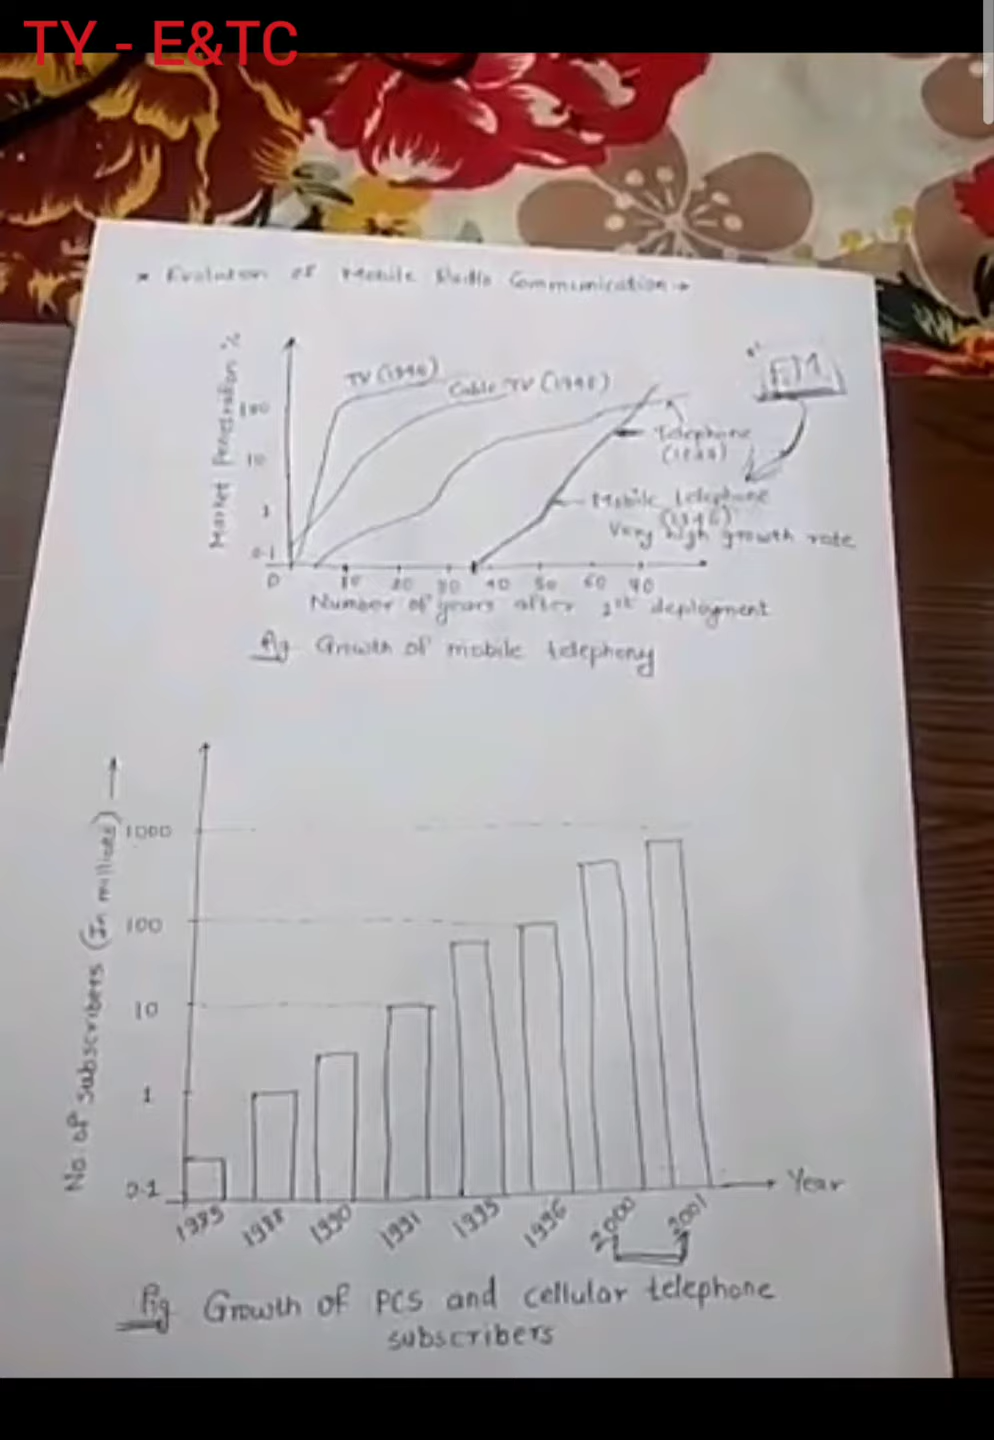 TY - E&TC
* Evolution of Mobile Radio Communication →
Market Penetration %
100
10
1
0.1
0
TV (1946)
Cable TV (1948)
F.M.
Telephone
Mobile telephone
(1946)
Very high growth rate
10 20 30 40 50 60
Number of years after 1st deployment
Fig Growth of mobile telephony
No. of subscribers (In millions) →
1000
100
10
1
0.1
1988 1990 1991 1995 1996 2000 2001
Year
Fig Growth of PCS and cellular telephone
subscribers